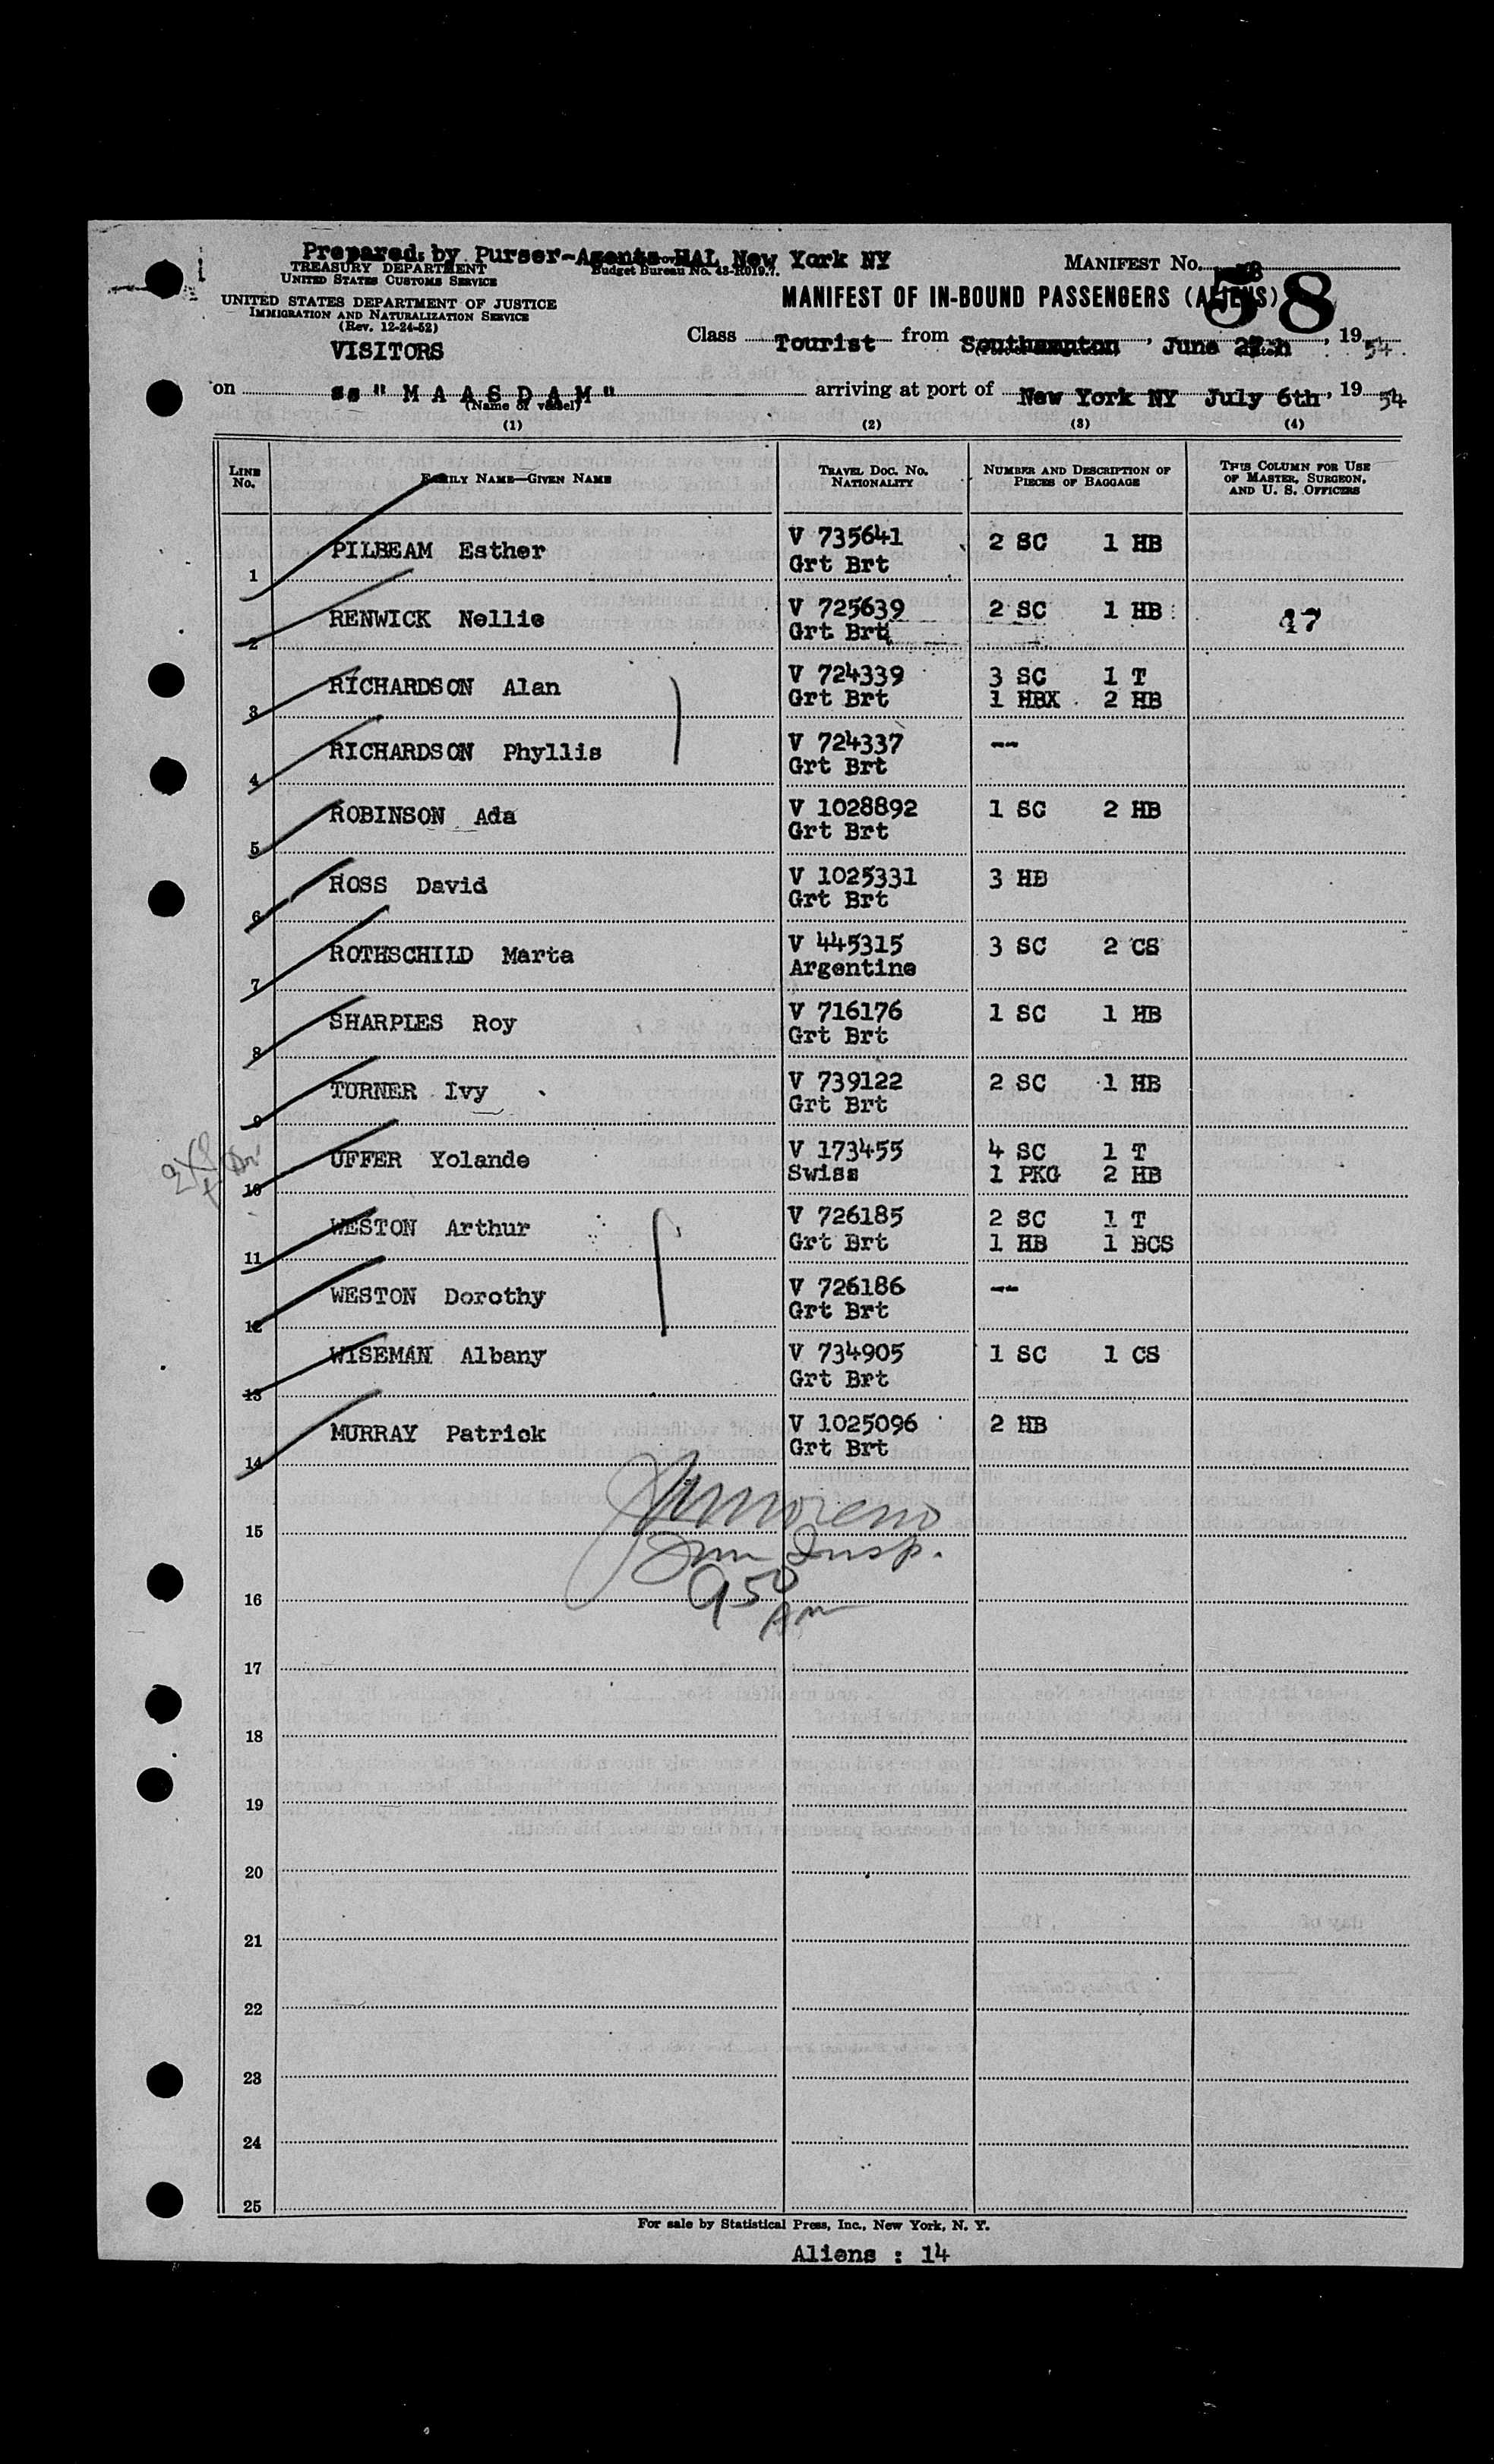 Prepared by Purser-Agents HAL New York NY
TREASURY DEPARTMENT
UNITED STATES CUSTOMS SERVICE
Budget Bureau No. 43-R019.7.
MANIFEST No. 58
58
UNITED STATES DEPARTMENT OF JUSTICE
IMMIGRATION AND NATURALIZATION SERVICE
(Rev. 12-24-52)
MANIFEST OF IN-BOUND PASSENGERS (ALIENS)
VISITORS
Class Tourist from Southampton, June, 1954.
on ss " M A A S D A M " arriving at port of New York NY July 6th, 1954
(Name of vessel)
(1) (2) (3) (4)
LINE No. FAMILY NAME—GIVEN NAME TRAVEL DOC. NO. NATIONALITY NUMBER AND DESCRIPTION OF PIECES OF BAGGAGE THIS COLUMN FOR USE OF MASTER, SURGEON, AND U. S. OFFICERS
1 PILBEAM Esther V 735641 2 SC 1 HB
Grt Brt
2 RENWICK Nellie V 725639 2 SC 1 HB 47
Grt Brt
3 RICHARDSON Alan V 724339 3 SC 1 T
Grt Brt 1 HBX 2 HB
4 RICHARDSON Phyllis V 724337 --
Grt Brt
5 ROBINSON Ada V 1028892 1 SC 2 HB
Grt Brt
6 ROSS David V 1025331 3 HB
Grt Brt
7 ROTHSCHILD Marta V 445315 3 SC 2 CS
Argentine
8 SHARPLES Roy V 716176 1 SC 1 HB
Grt Brt
9 TURNER Ivy V 739122 2 SC 1 HB
Grt Brt
10 UFFER Yolande V 173455 4 SC 1 T
Swiss 1 PKG 2 HB
11 WESTON Arthur V 726185 2 SC 1 T
Grt Brt 1 HB 1 BCS
12 WESTON Dorothy V 726186 --
Grt Brt
13 WISEMAN Albany V 734905 1 SC 1 CS
Grt Brt
14 MURRAY Patrick V 1025096 2 HB
Grt Brt
Moreno
15
Imm Insp.
16 950 Am
17
18
19
20
21
22
23
24
25
For sale by Statistical Press, Inc., New York, N. Y.
Aliens : 14